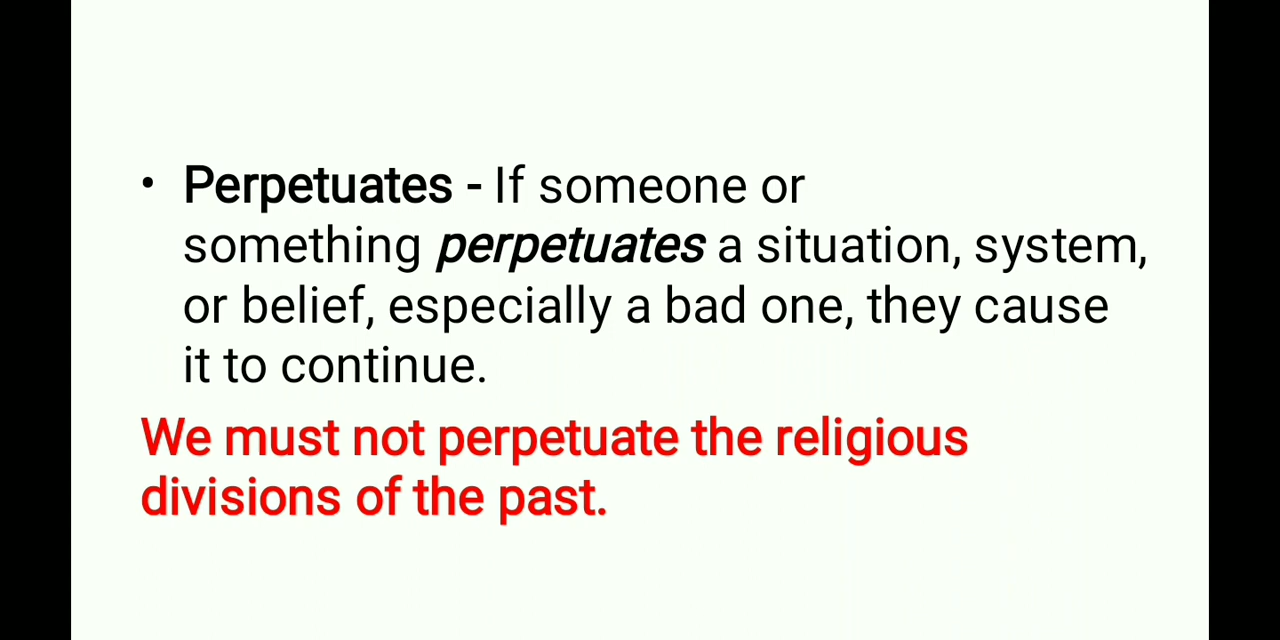 • Perpetuates - If someone or
something perpetuates a situation, system,
or belief, especially a bad one, they cause
it to continue.
We must not perpetuate the religious
divisions of the past.